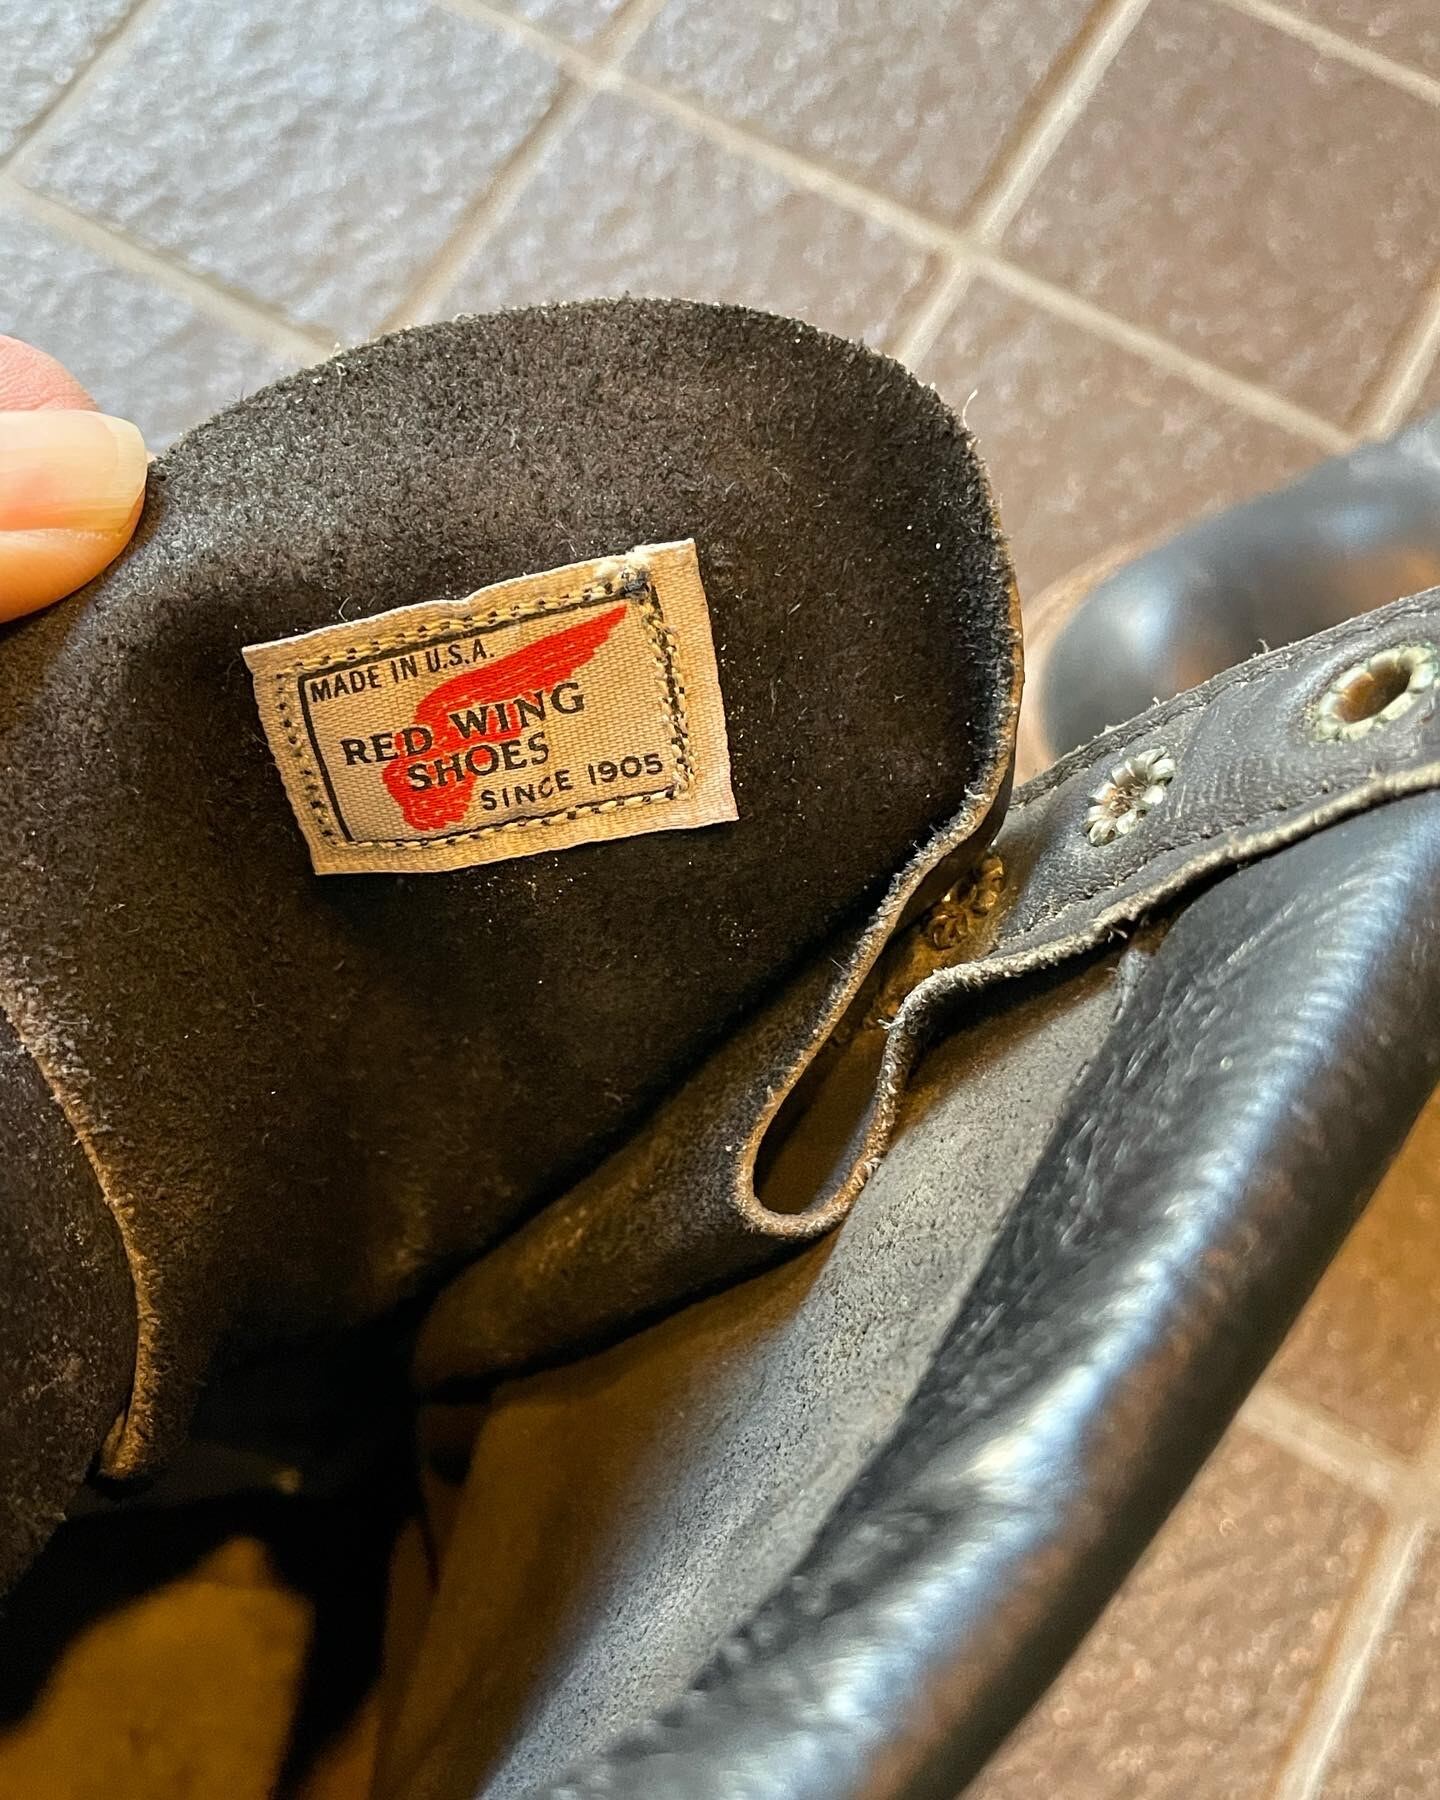 MADE IN U.S.A.
RED WING
SHOES
SINCE 1905